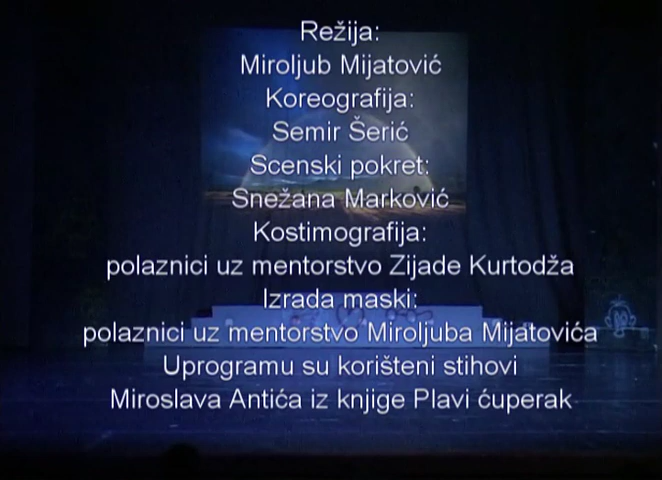 Režija:
Miroljub Mijatović
Koreografija:
Semir Šerić
Scenski pokret:
Snežana Marković
Kostimografija:
polaznici uz mentorstvo Zijade Kurtodža
Izrada maski:
polaznici uz mentorstvo Miroljuba Mijatovića
Uprogramu su korišteni stihovi
Miroslava Antića iz knjige Plavi ćuperak